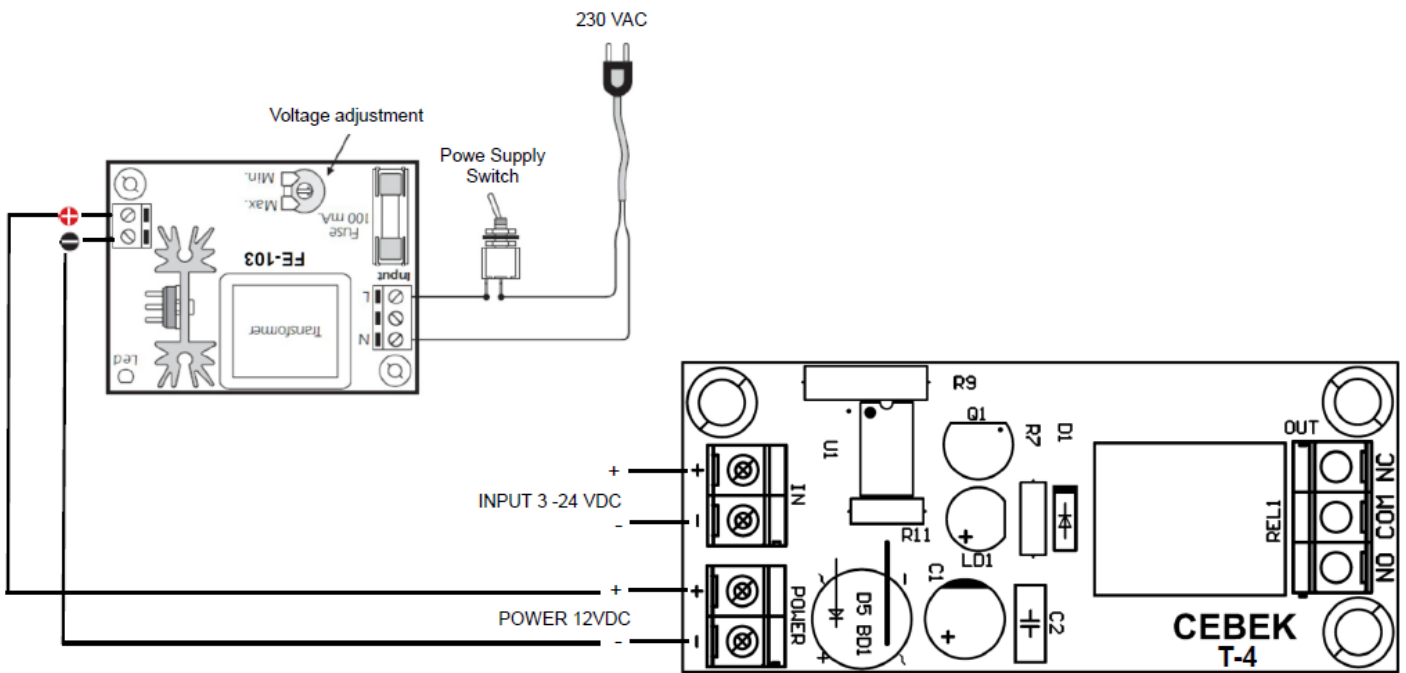 230 VAC
Voltage adjustment
Powe Supply
Switch
Min.
Max.
Fuse
100 mA.
FE-103
Input
L
N
Transformer
Led
+
-
+
INPUT 3 -24 VDC
-
+
POWER 12VDC
-
+
-
IN
+
-
POWER
R9
U1
Q1
R7
D1
R11
LD1
+
C1
+
C2
D5 BD1
~
-
+
~
REL1
OUT
NC
COM
NO
CEBEK
T-4